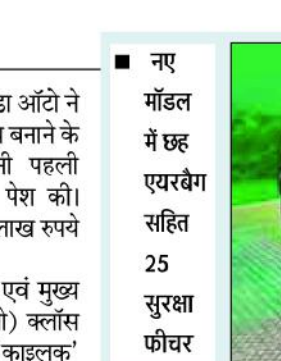 ऑटो ने
बनाने के
पहली
पेश की।
लाख रुपये
एवं मुख्य
क्लॉस
काइलक’
■ नए
मॉडल
में छह
एयरबैग
सहित
25
सुरक्षा
फीचर